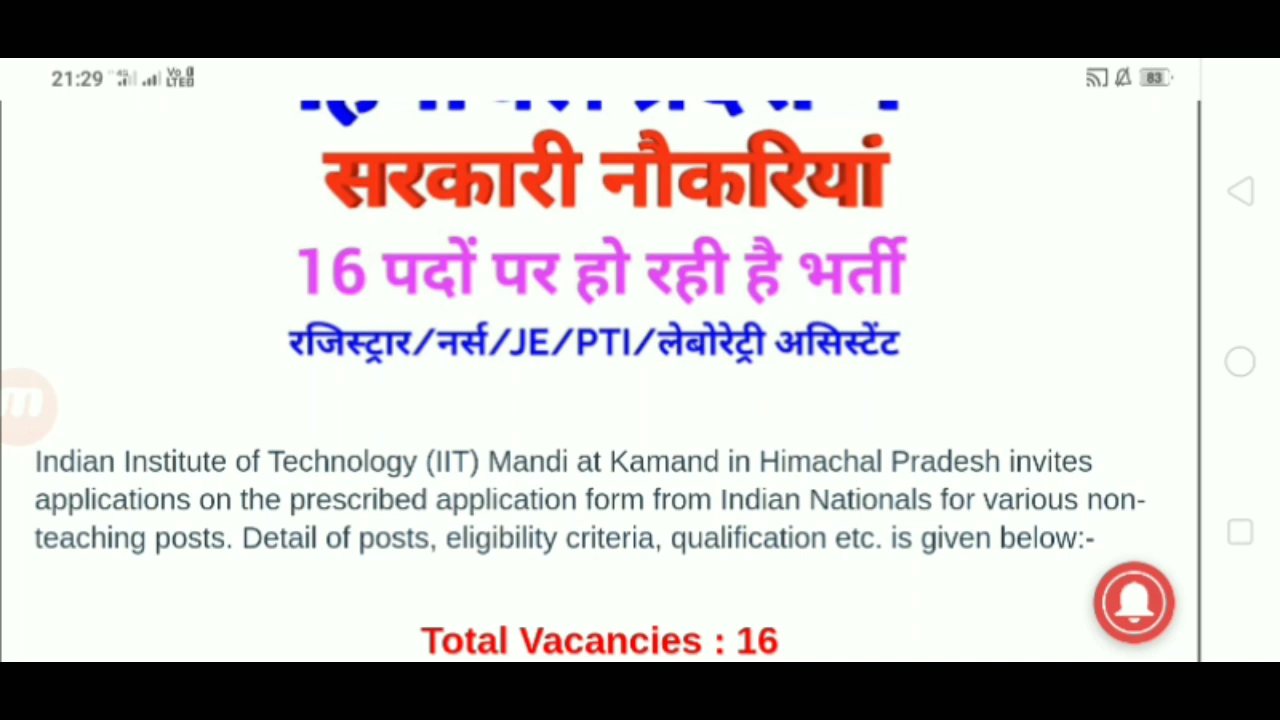 21:29
83
सरकारी नौकरियां
16 पदों पर हो रही है भर्ती
रजिस्ट्रार/नर्स/JE/PTI/लेबोरेट्री असिस्टेंट
Indian Institute of Technology (IIT) Mandi at Kamand in Himachal Pradesh invites
applications on the prescribed application form from Indian Nationals for various non-
teaching posts. Detail of posts, eligibility criteria, qualification etc. is given below:-
Total Vacancies : 16